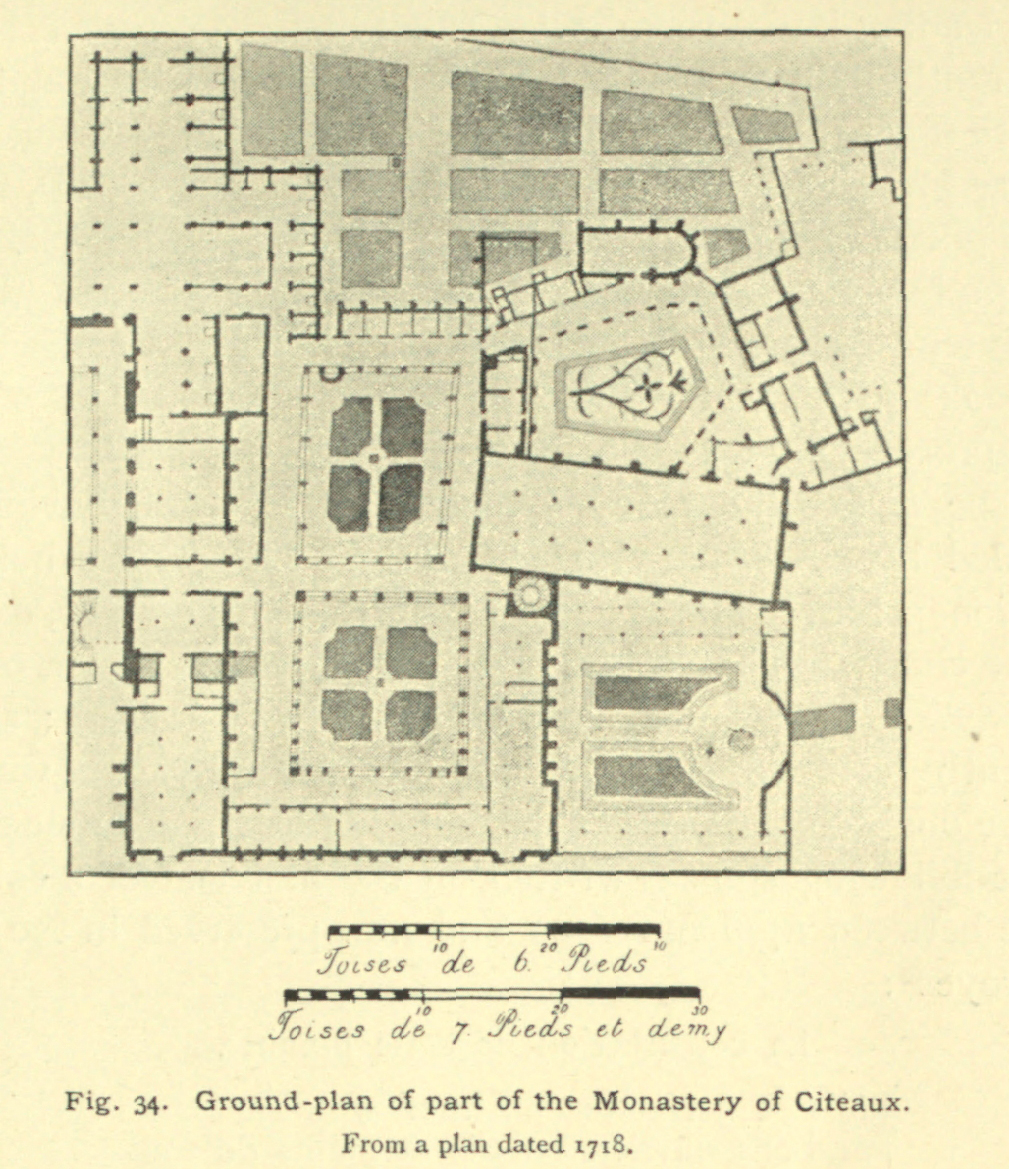 10 20 10
Toises de 6. Pieds
10 20 30
Toises de 7. Pieds et demy
Fig. 34. Ground-plan of part of the Monastery of Citeaux.
From a plan dated 1718.